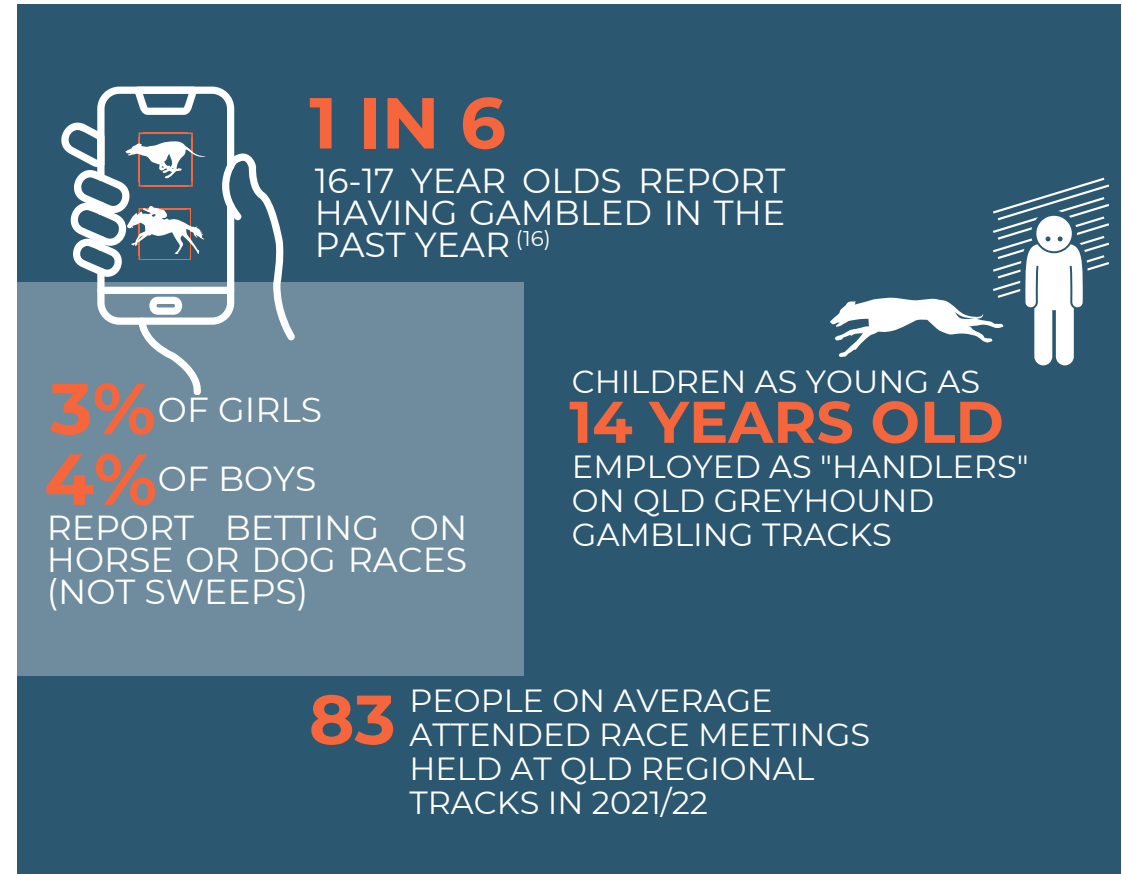 1 IN 6
16-17 YEAR OLDS REPORT
HAVING GAMBLED IN THE
PAST YEAR (16)
3% OF GIRLS
4% OF BOYS
REPORT BETTING ON
HORSE OR DOG RACES
(NOT SWEEPS)
CHILDREN AS YOUNG AS
14 YEARS OLD
EMPLOYED AS "HANDLERS"
ON QLD GREYHOUND
GAMBLING TRACKS
83 PEOPLE ON AVERAGE
ATTENDED RACE MEETINGS
HELD AT QLD REGIONAL
TRACKS IN 2021/22